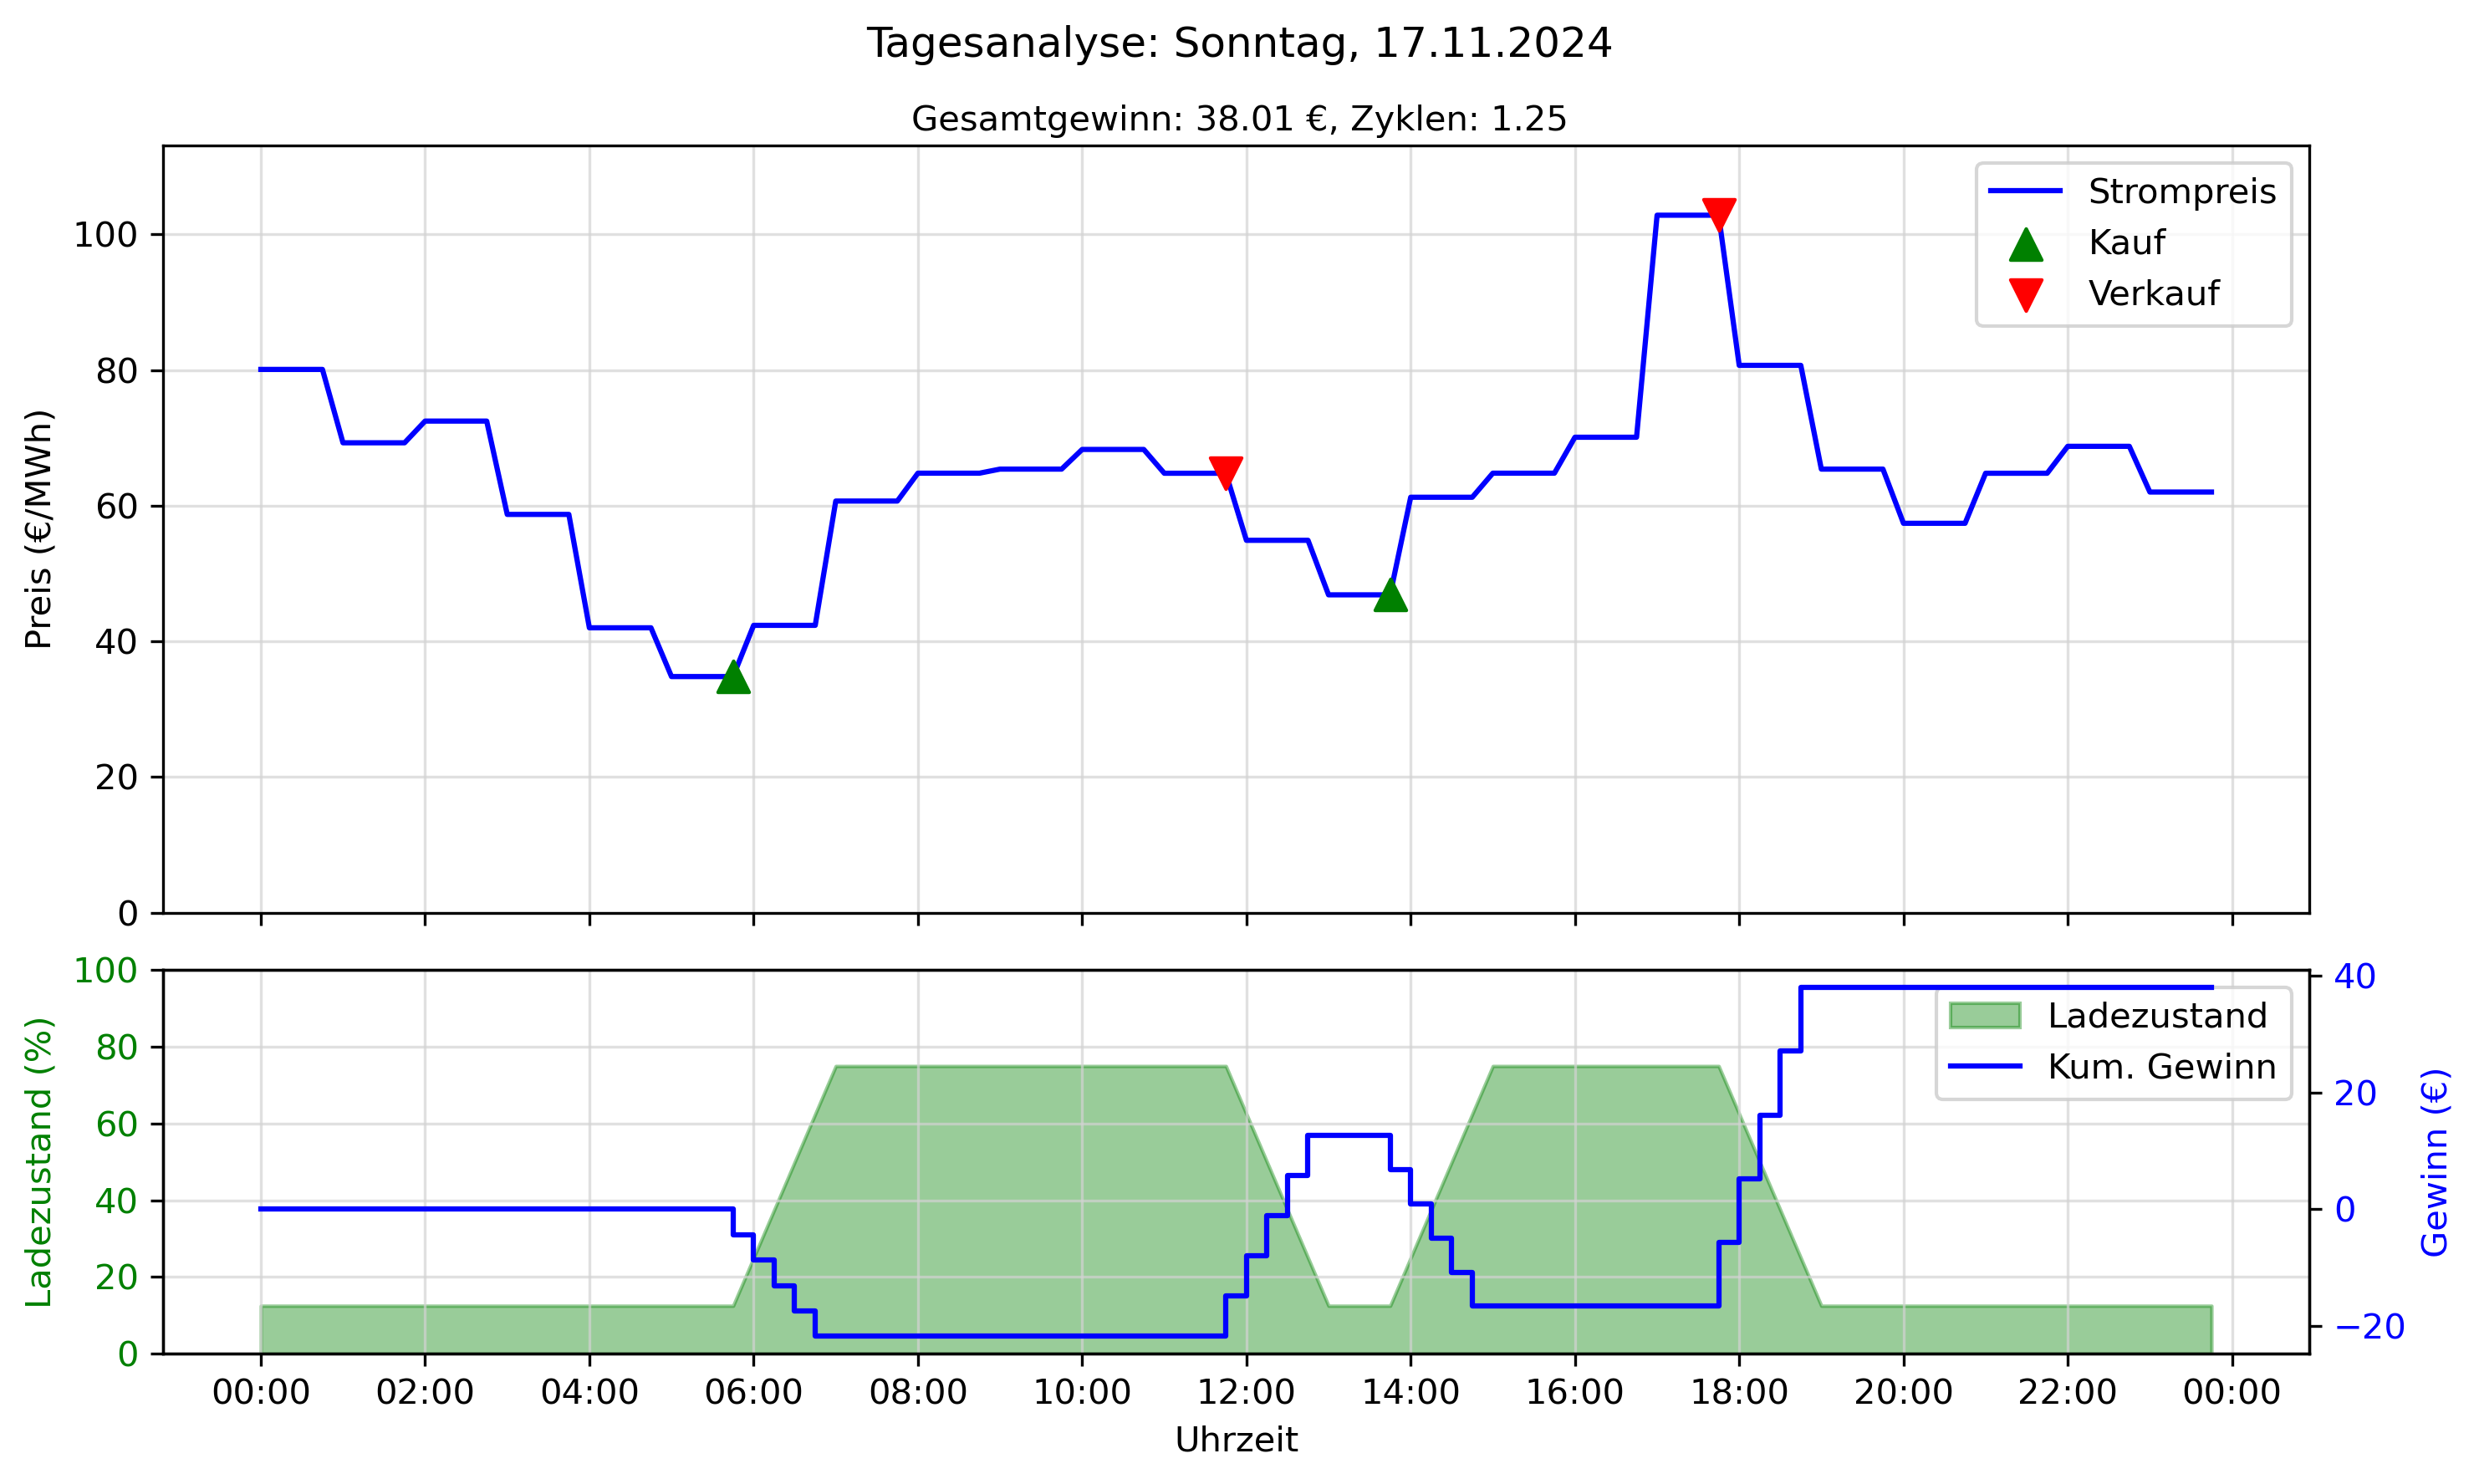 Tagesanalyse: Sonntag, 17.11.2024
Gesamtgewinn: 38.01 €, Zyklen: 1.25
Preis (€/MWh)
100
80
60
40
20
0
Strompreis
Kauf
Verkauf
Ladezustand (%)
100
80
60
40
20
0
Ladezustand
Kum. Gewinn
40
20
0
−20
Gewinn (€)
00:00 02:00 04:00 06:00 08:00 10:00 12:00 14:00 16:00 18:00 20:00 22:00 00:00
Uhrzeit